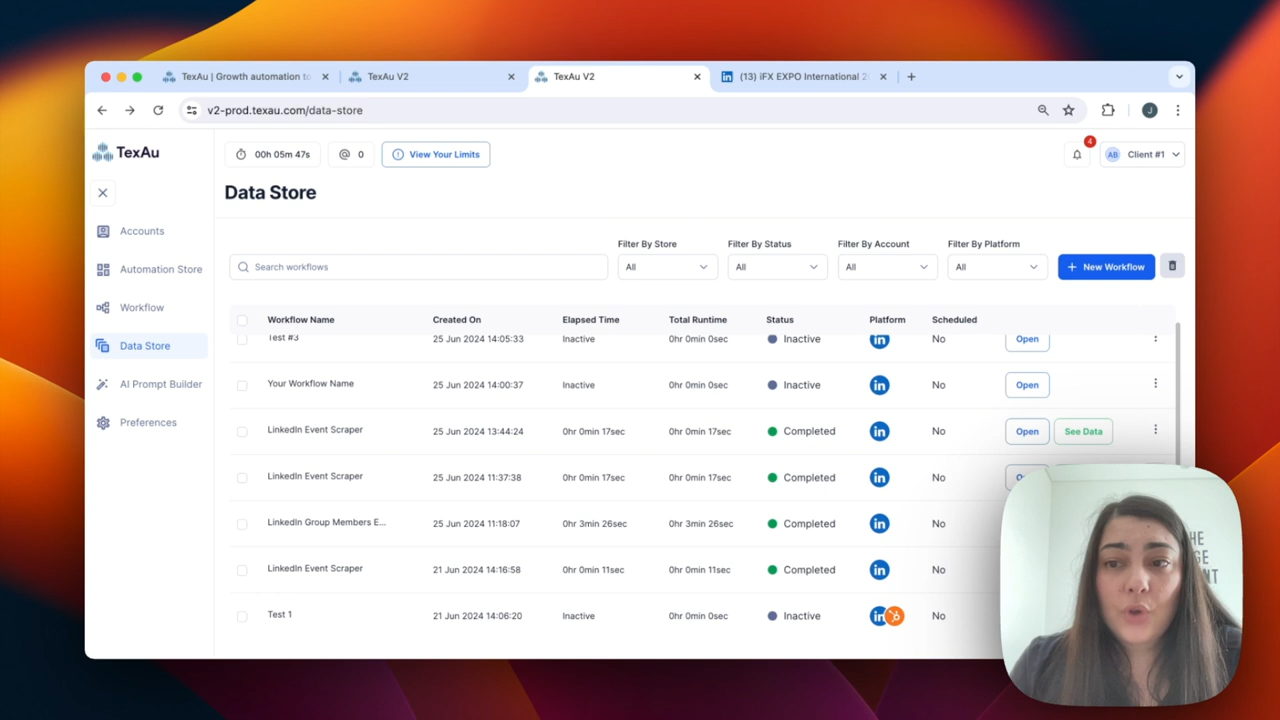 TexAu | Growth automation to
TexAu V2
TexAu V2
(13) iFX EXPO International 2
v2-prod.texau.com/data-store
J
TexAu
00h 05m 47s
@ 0
View Your Limits
4
AB
Client #1
Data Store
Accounts
Automation Store
Workflow
Data Store
AI Prompt Builder
Preferences
Filter By Store
Filter By Status
Filter By Account
Filter By Platform
Search workflows
All
All
All
All
+ New Workflow
Workflow Name Created On Elapsed Time Total Runtime Status Platform Scheduled
Test #3 25 Jun 2024 14:05:33 Inactive 0hr 0min 0sec Inactive in No Open
Your Workflow Name 25 Jun 2024 14:00:37 Inactive 0hr 0min 0sec Inactive in No Open
LinkedIn Event Scraper 25 Jun 2024 13:44:24 0hr 0min 17sec 0hr 0min 17sec Completed in No Open See Data
LinkedIn Event Scraper 25 Jun 2024 11:37:38 0hr 0min 17sec 0hr 0min 17sec Completed in No
LinkedIn Group Members E... 25 Jun 2024 11:18:07 0hr 3min 26sec 0hr 3min 26sec Completed in No
LinkedIn Event Scraper 21 Jun 2024 14:16:58 0hr 0min 11sec 0hr 0min 11sec Completed in No
Test 1 21 Jun 2024 14:06:20 Inactive 0hr 0min 0sec Inactive in No